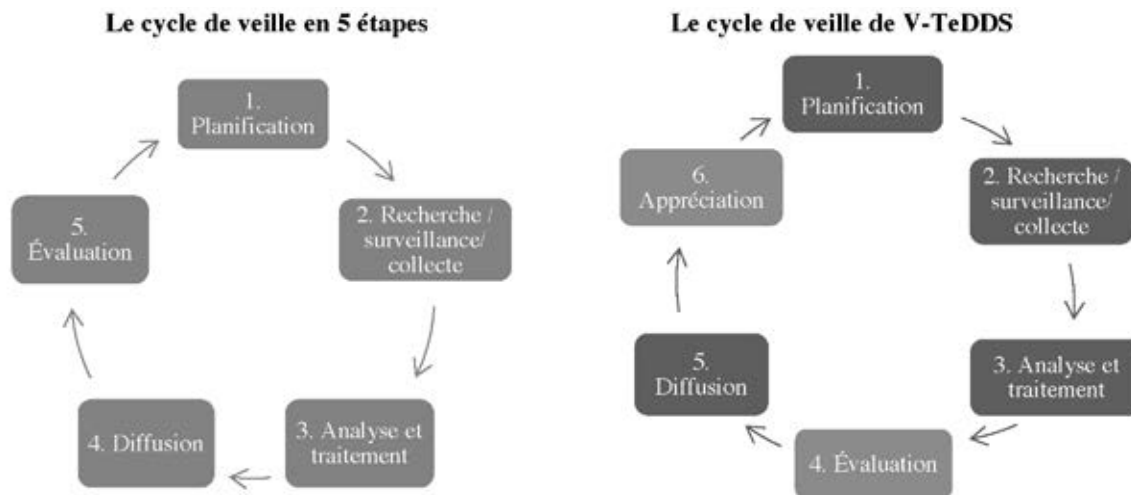 Le cycle de veille en 5 étapes
1.
Planification
2. Recherche /
surveillance/
collecte
3. Analyse et
traitement
4. Diffusion
5.
Évaluation
Le cycle de veille de V-TeDDS
1.
Planification
2. Recherche /
surveillance/
collecte
3. Analyse et
traitement
4. Évaluation
5.
Diffusion
6.
Appréciation